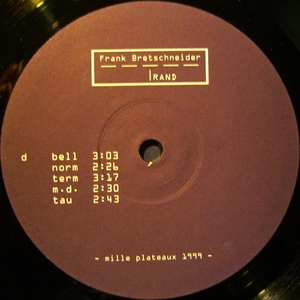 Frank Bretschneider
RAND
d bell 3:03
norm 2:26
term 3:17
m.d. 2:30
tau 2:43
- mille plateaux 1999 -